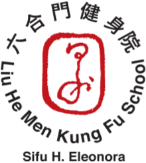 六合門健身院
Liu He Men Kung Fu School
Sifu H. Eleonora